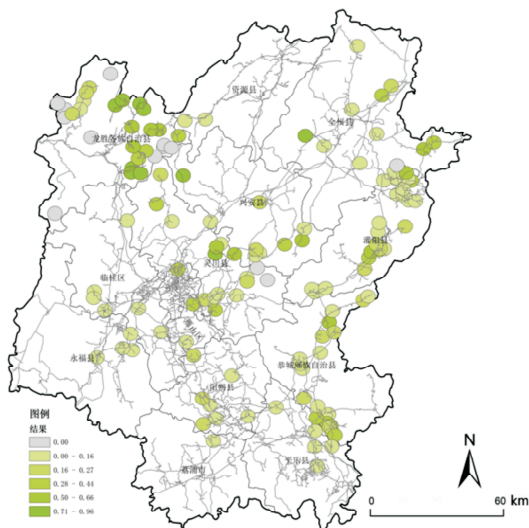 资源县
全州县
龙胜各族自治县
兴安县
灌阳县
灵川县
临桂区
永福县
恭城瑶族自治县
阳朔县
平乐县
荔浦市
图例
结果
0.00
0.00 - 0.16
0.16 - 0.27
0.28 - 0.44
0.50 - 0.66
0.71 - 0.96
N
0 60 km